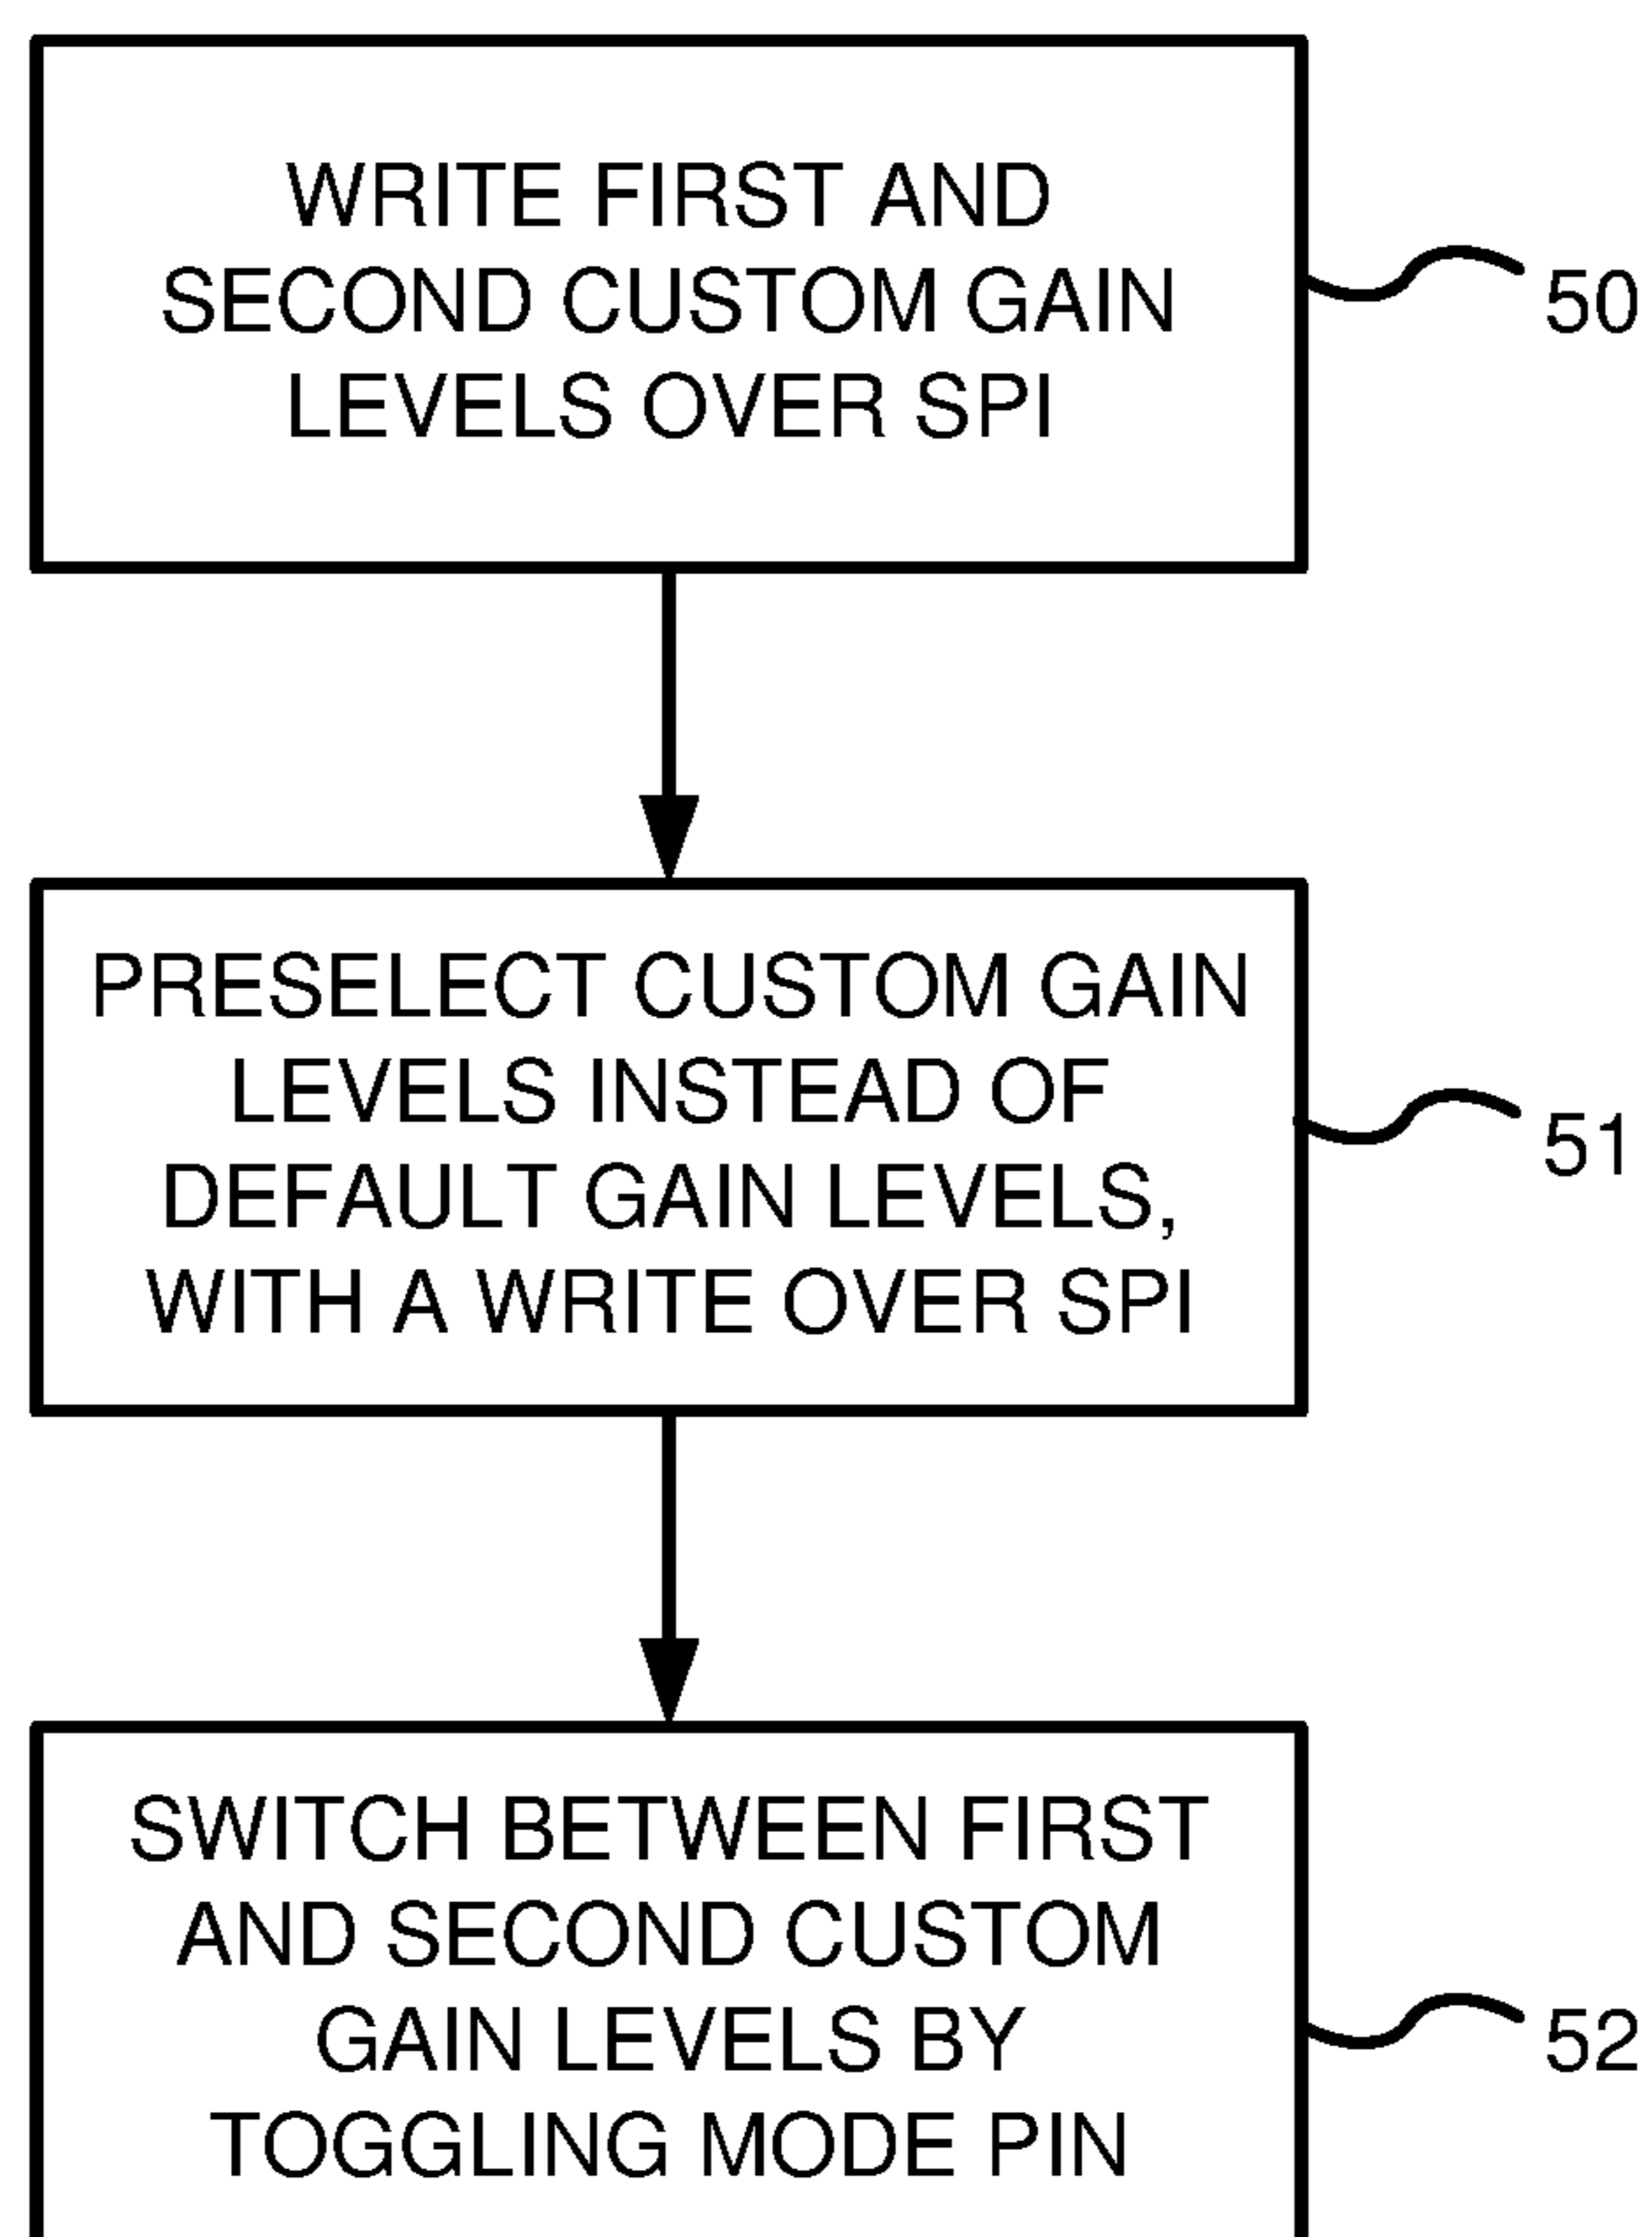 WRITE FIRST AND
SECOND CUSTOM GAIN
LEVELS OVER SPI
50
PRESELECT CUSTOM GAIN
LEVELS INSTEAD OF
DEFAULT GAIN LEVELS,
WITH A WRITE OVER SPI
51
SWITCH BETWEEN FIRST
AND SECOND CUSTOM
GAIN LEVELS BY
TOGGLING MODE PIN
52